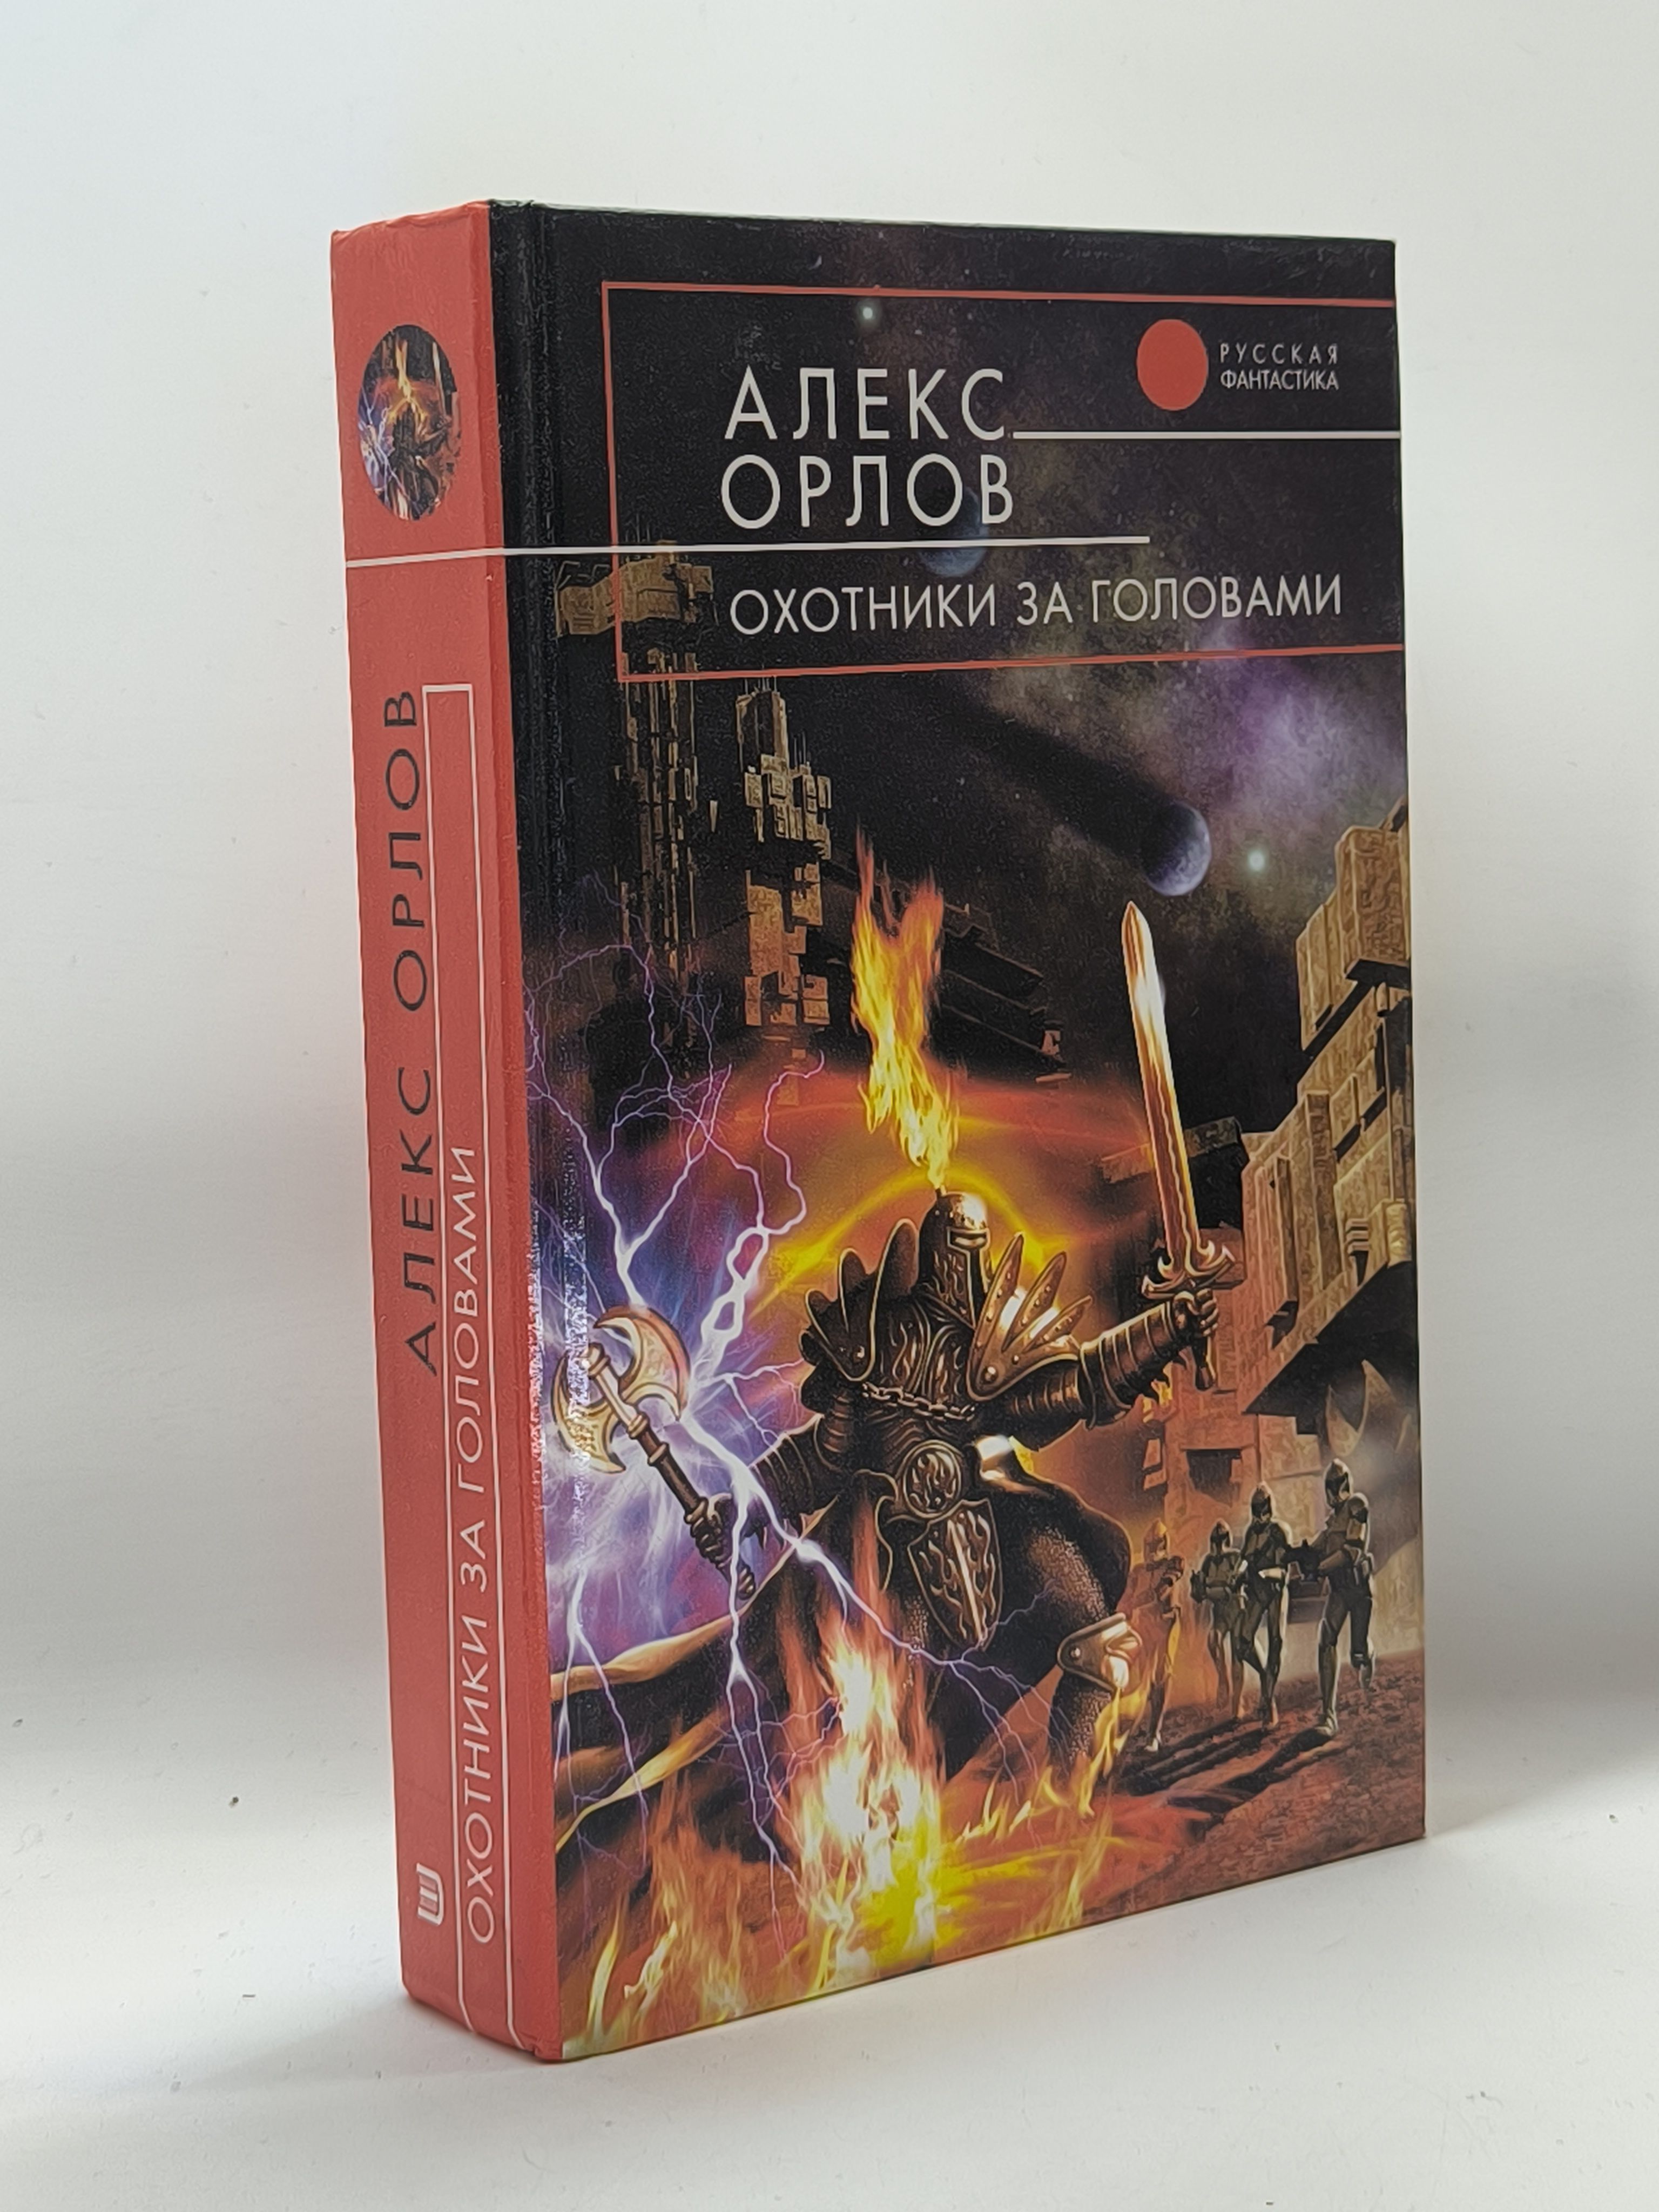 РУССКАЯ
ФАНТАСТИКА
АЛЕКС
ОРЛОВ
ОХОТНИКИ ЗА ГОЛОВАМИ
АЛЕКС ОРЛОВ
ОХОТНИКИ ЗА ГОЛОВАМИ